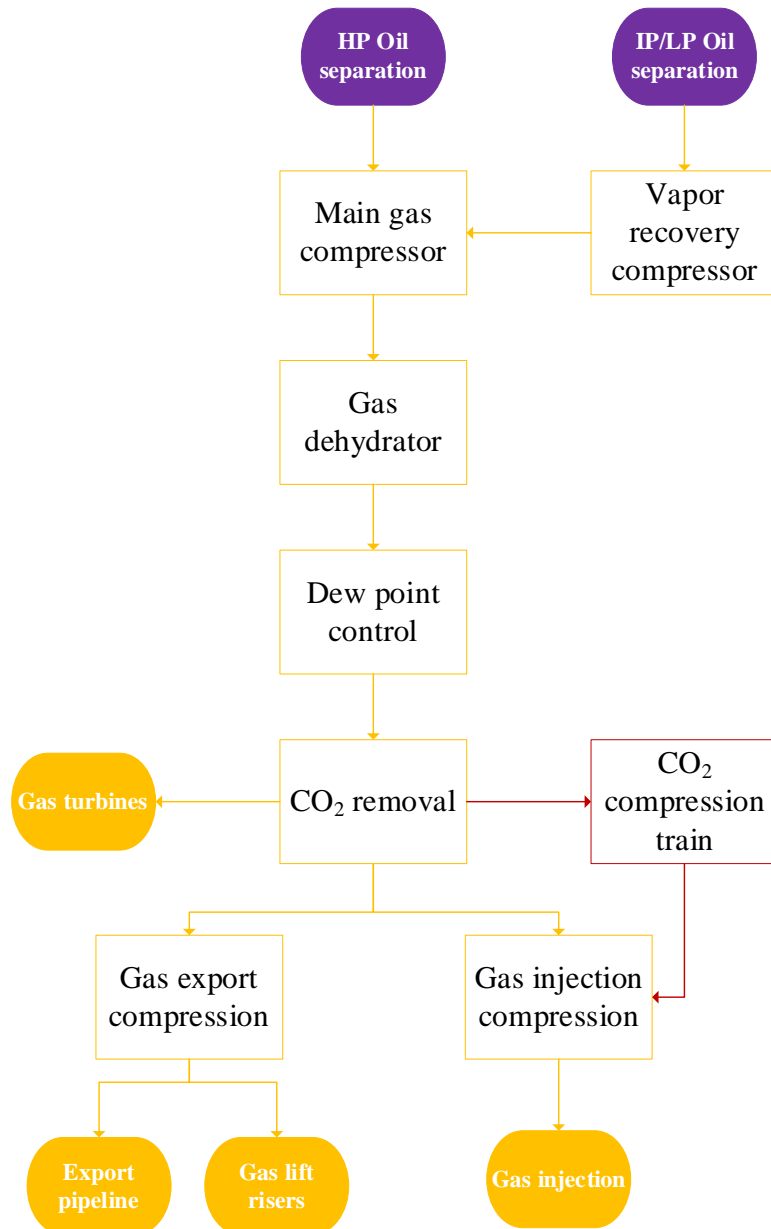 HP Oil
separation
IP/LP Oil
separation
Main gas
compressor
Vapor
recovery
compressor
Gas
dehydrator
Dew point
control
Gas turbines
CO₂ removal
CO₂
compression
train
Gas export
compression
Gas injection
compression
Export
pipeline
Gas lift
risers
Gas injection